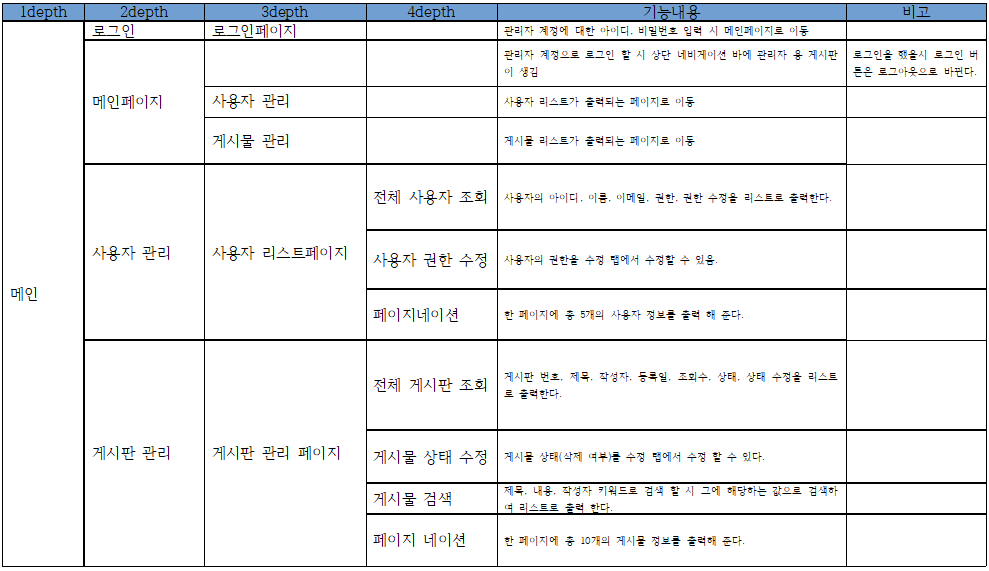 1depth 2depth 3depth 4depth 기능내용 비고
메인
로그인 로그인페이지 관리자 계정에 대한 아이디, 비밀번호 입력 시 메인페이지로 이동
메인페이지
관리자 계정으로 로그인 할 시 상단 네비게이션 바에 관리자 용 게시판
이 생김
로그인을 했을시 로그인 버
튼은 로그아웃으로 바뀐다.
사용자 관리 사용자 리스트가 출력되는 페이지로 이동
게시물 관리 게시물 리스트가 출력되는 페이지로 이동
사용자 관리 사용자 리스트페이지
전체 사용자 조회 사용자의 아이디, 이름, 이메일, 권한, 권한 수정을 리스트로 출력한다.
사용자 권한 수정 사용자의 권한을 수정 탭에서 수정할 수 있음.
페이지네이션 한 페이지에 총 5개의 사용자 정보를 출력 해 준다.
게시판 관리 게시판 관리 페이지
전체 게시판 조회
게시판 번호, 제목, 작성자, 등록일, 조회수, 상태, 상태 수정을 리스트
로 출력한다.
게시물 상태 수정 게시물 상태(삭제 여부)를 수정 탭에서 수정 할 수 있다.
게시물 검색
제목, 내용, 작성자 키워드로 검색 할 시 그에 해당하는 값으로 검색하
여 리스트로 출력 한다.
페이지 네이션 한 페이지에 총 10개의 게시물 정보를 출력해 준다.